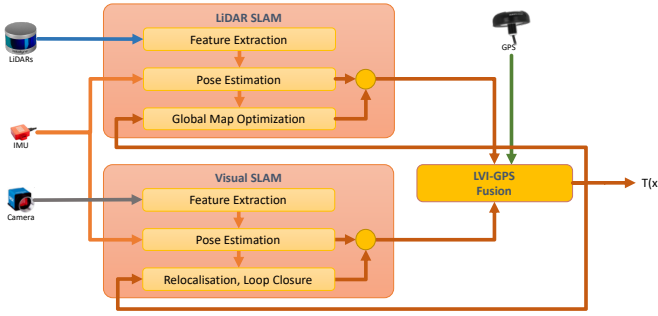 LiDAR SLAM
LiDARs
Feature Extraction
GPS
Pose Estimation
Global Map Optimization
IMU
Visual SLAM
LVI-GPS
Fusion
T(x
Feature Extraction
Camera
Pose Estimation
Relocalisation, Loop Closure